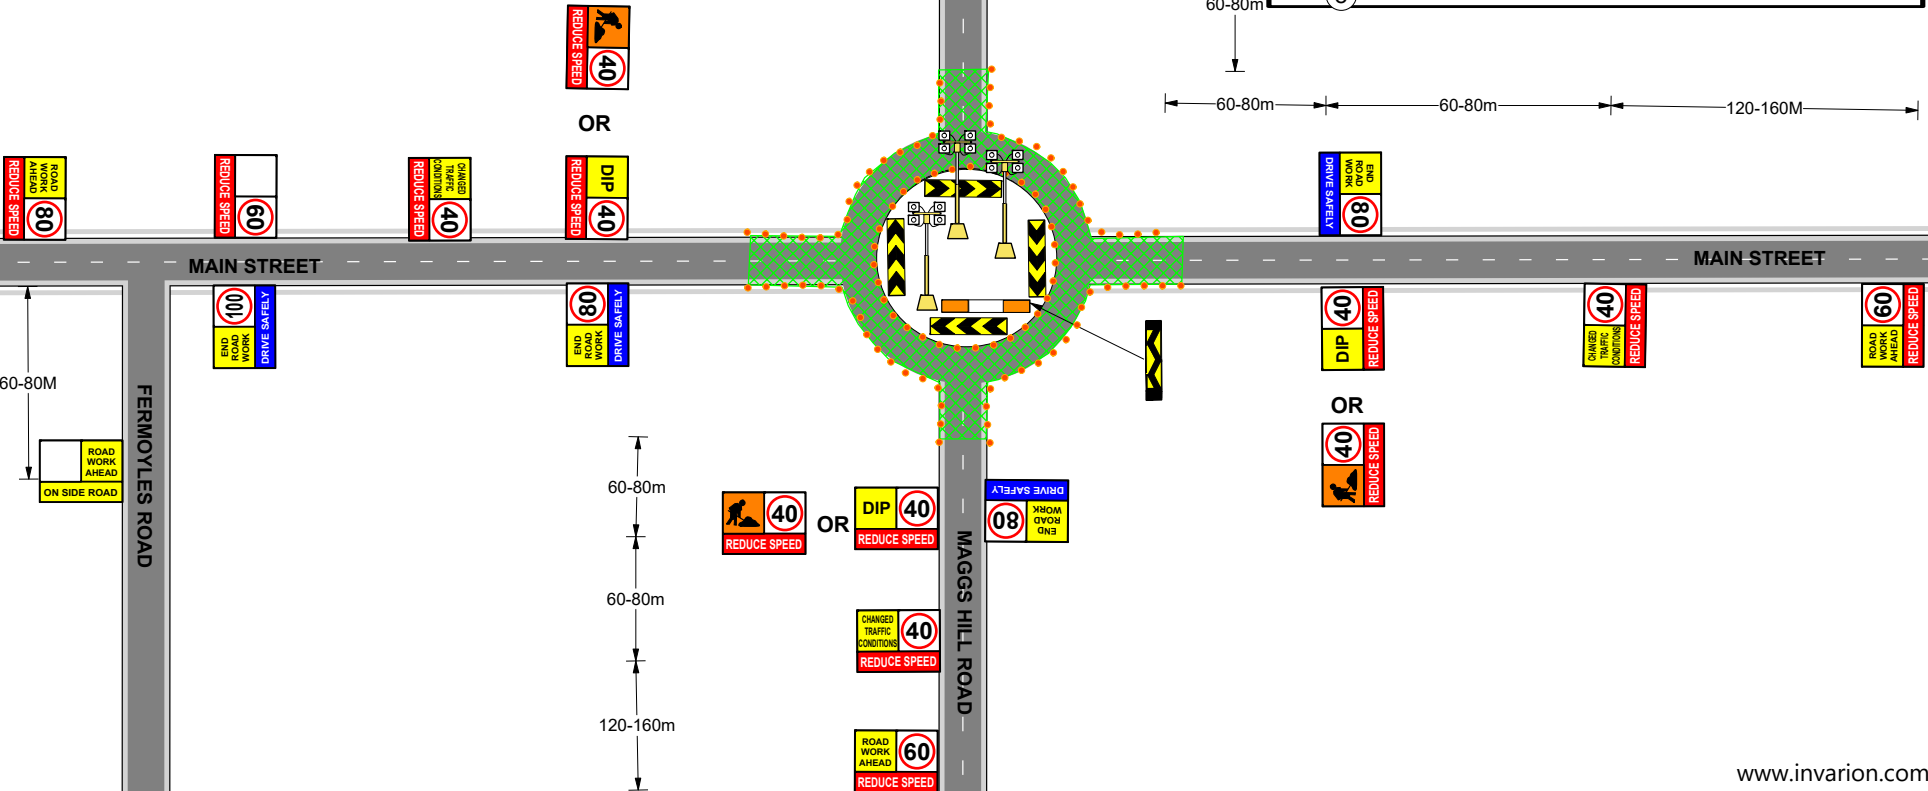 60-80m
REDUCE SPEED
40
OR
60-80m
60-80m
120-160M
ROAD
WORK
AHEAD
80
REDUCE SPEED
60
REDUCE SPEED
CHANGED
TRAFFIC
CONDITIONS
40
REDUCE SPEED
DIP
40
REDUCE SPEED
END
ROAD
WORK
80
DRIVE SAFELY
MAIN STREET
MAIN STREET
100
END
ROAD
WORK
DRIVE SAFELY
80
END
ROAD
WORK
DRIVE SAFELY
40
DIP
REDUCE SPEED
40
CHANGED
TRAFFIC
CONDITIONS
REDUCE SPEED
60
ROAD
WORK
AHEAD
REDUCE SPEED
60-80M
FERMOYLES ROAD
OR
40
REDUCE SPEED
ROAD
WORK
AHEAD
ON SIDE ROAD
60-80m
40
REDUCE SPEED
OR
DIP
40
REDUCE SPEED
DRIVE SAFELY
80
END
ROAD
WORK
MAGGS HILL ROAD
60-80m
CHANGED
TRAFFIC
CONDITIONS
40
REDUCE SPEED
120-160m
ROAD
WORK
AHEAD
60
REDUCE SPEED
www.invarion.com